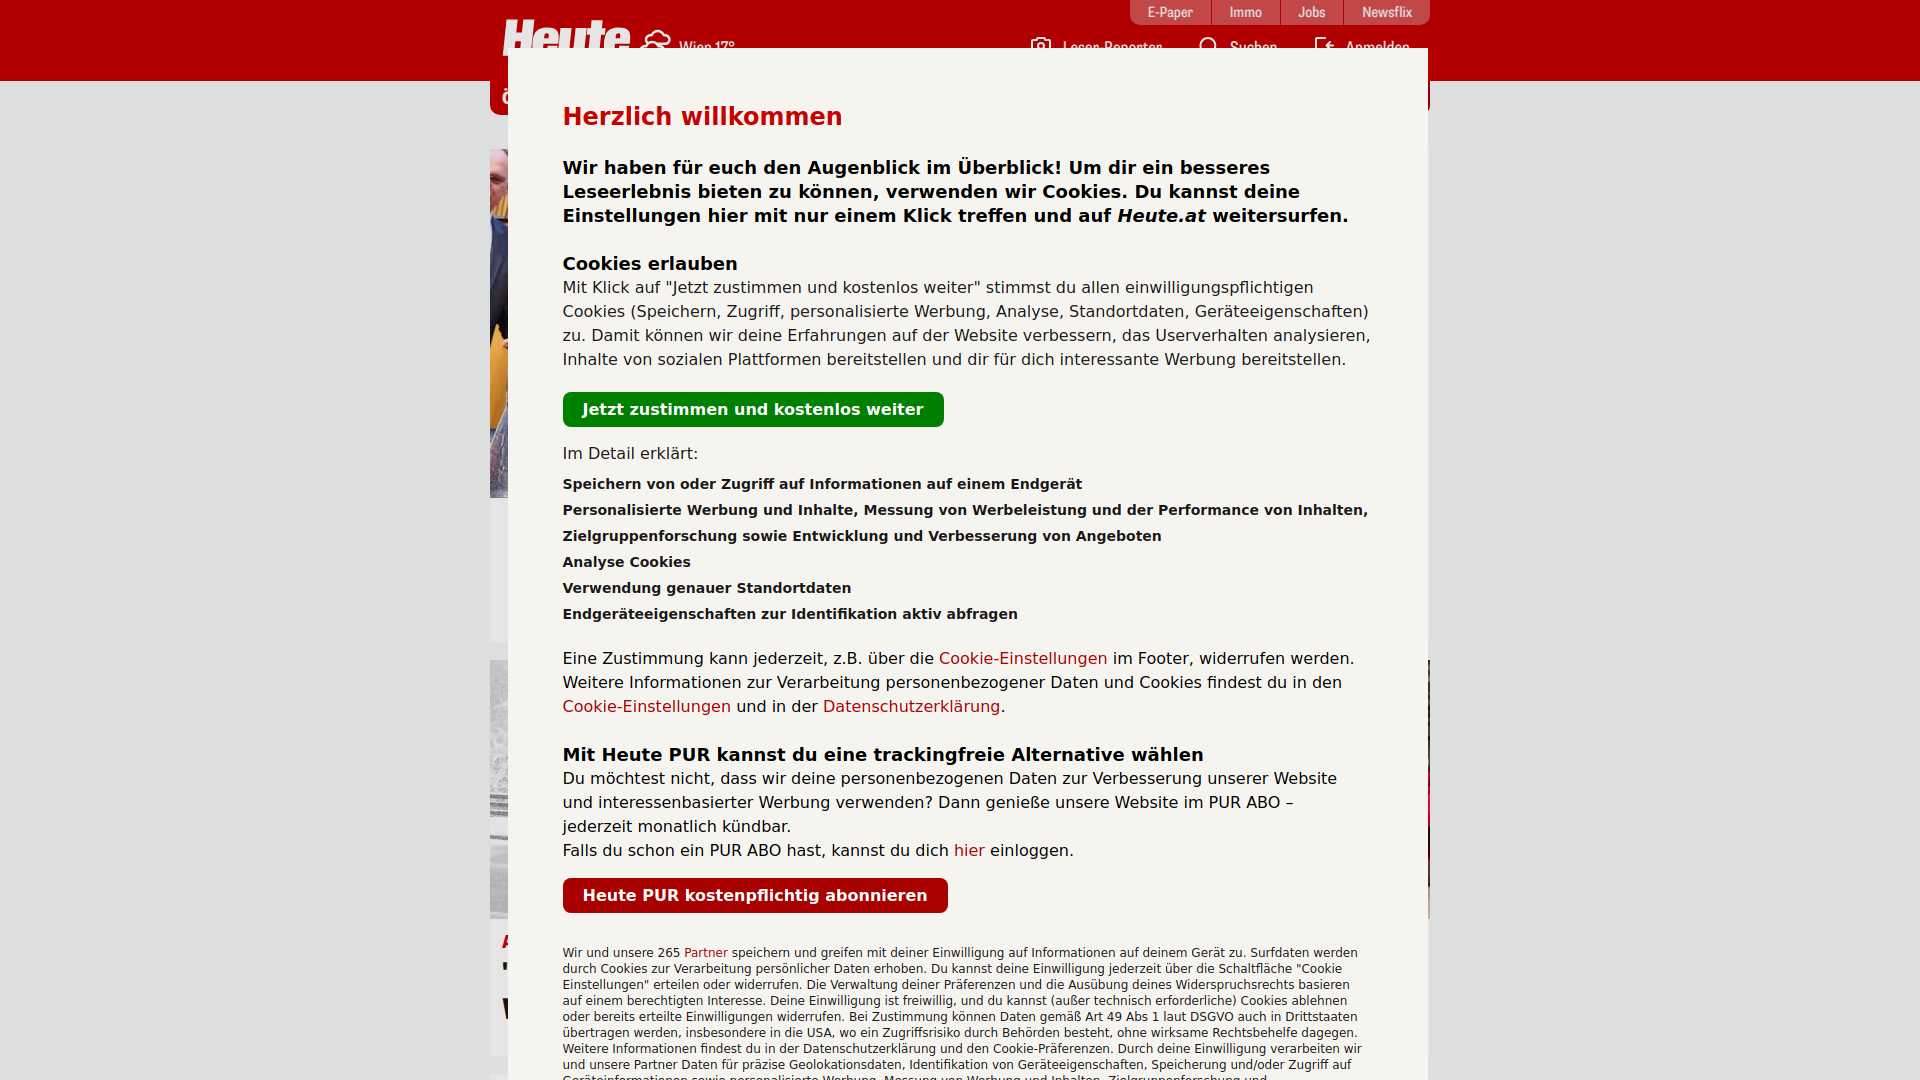 E-Paper Immo Jobs Newsflix
Heute Wien 17° Leser-Reporter Suchen Anmelden
Herzlich willkommen
Wir haben für euch den Augenblick im Überblick! Um dir ein besseres
Leseerlebnis bieten zu können, verwenden wir Cookies. Du kannst deine
Einstellungen hier mit nur einem Klick treffen und auf Heute.at weitersurfen.
Cookies erlauben
Mit Klick auf "Jetzt zustimmen und kostenlos weiter" stimmst du allen einwilligungspflichtigen
Cookies (Speichern, Zugriff, personalisierte Werbung, Analyse, Standortdaten, Geräteeigenschaften)
zu. Damit können wir deine Erfahrungen auf der Website verbessern, das Userverhalten analysieren,
Inhalte von sozialen Plattformen bereitstellen und dir für dich interessante Werbung bereitstellen.
Jetzt zustimmen und kostenlos weiter
Im Detail erklärt:
Speichern von oder Zugriff auf Informationen auf einem Endgerät
Personalisierte Werbung und Inhalte, Messung von Werbeleistung und der Performance von Inhalten,
Zielgruppenforschung sowie Entwicklung und Verbesserung von Angeboten
Analyse Cookies
Verwendung genauer Standortdaten
Endgeräteeigenschaften zur Identifikation aktiv abfragen
Eine Zustimmung kann jederzeit, z.B. über die Cookie-Einstellungen im Footer, widerrufen werden.
Weitere Informationen zur Verarbeitung personenbezogener Daten und Cookies findest du in den
Cookie-Einstellungen und in der Datenschutzerklärung.
Mit Heute PUR kannst du eine trackingfreie Alternative wählen
Du möchtest nicht, dass wir deine personenbezogenen Daten zur Verbesserung unserer Website
und interessenbasierter Werbung verwenden? Dann genieße unsere Website im PUR ABO –
jederzeit monatlich kündbar.
Falls du schon ein PUR ABO hast, kannst du dich hier einloggen.
Heute PUR kostenpflichtig abonnieren
Wir und unsere 265 Partner speichern und greifen mit deiner Einwilligung auf Informationen auf deinem Gerät zu. Surfdaten werden
durch Cookies zur Verarbeitung persönlicher Daten erhoben. Du kannst deine Einwilligung jederzeit über die Schaltfläche "Cookie
Einstellungen" erteilen oder widerrufen. Die Verwaltung deiner Präferenzen und die Ausübung deines Widerspruchsrechts basieren
auf einem berechtigten Interesse. Deine Einwilligung ist freiwillig, und du kannst (außer technisch erforderliche) Cookies ablehnen
oder bereits erteilte Einwilligungen widerrufen. Bei Zustimmung können Daten gemäß Art 49 Abs 1 laut DSGVO auch in Drittstaaten
übertragen werden, insbesondere in die USA, wo ein Zugriffsrisiko durch Behörden besteht, ohne wirksame Rechtsbehelfe dagegen.
Weitere Informationen findest du in der Datenschutzerklärung und den Cookie-Präferenzen. Durch deine Einwilligung verarbeiten wir
und unsere Partner Daten für präzise Geolokationsdaten, Identifikation von Geräteeigenschaften, Speicherung und/oder Zugriff auf
Geräteinformationen sowie personalisierte Werbung, Messung von Werbung und Inhalten, Zielgruppenforschung und